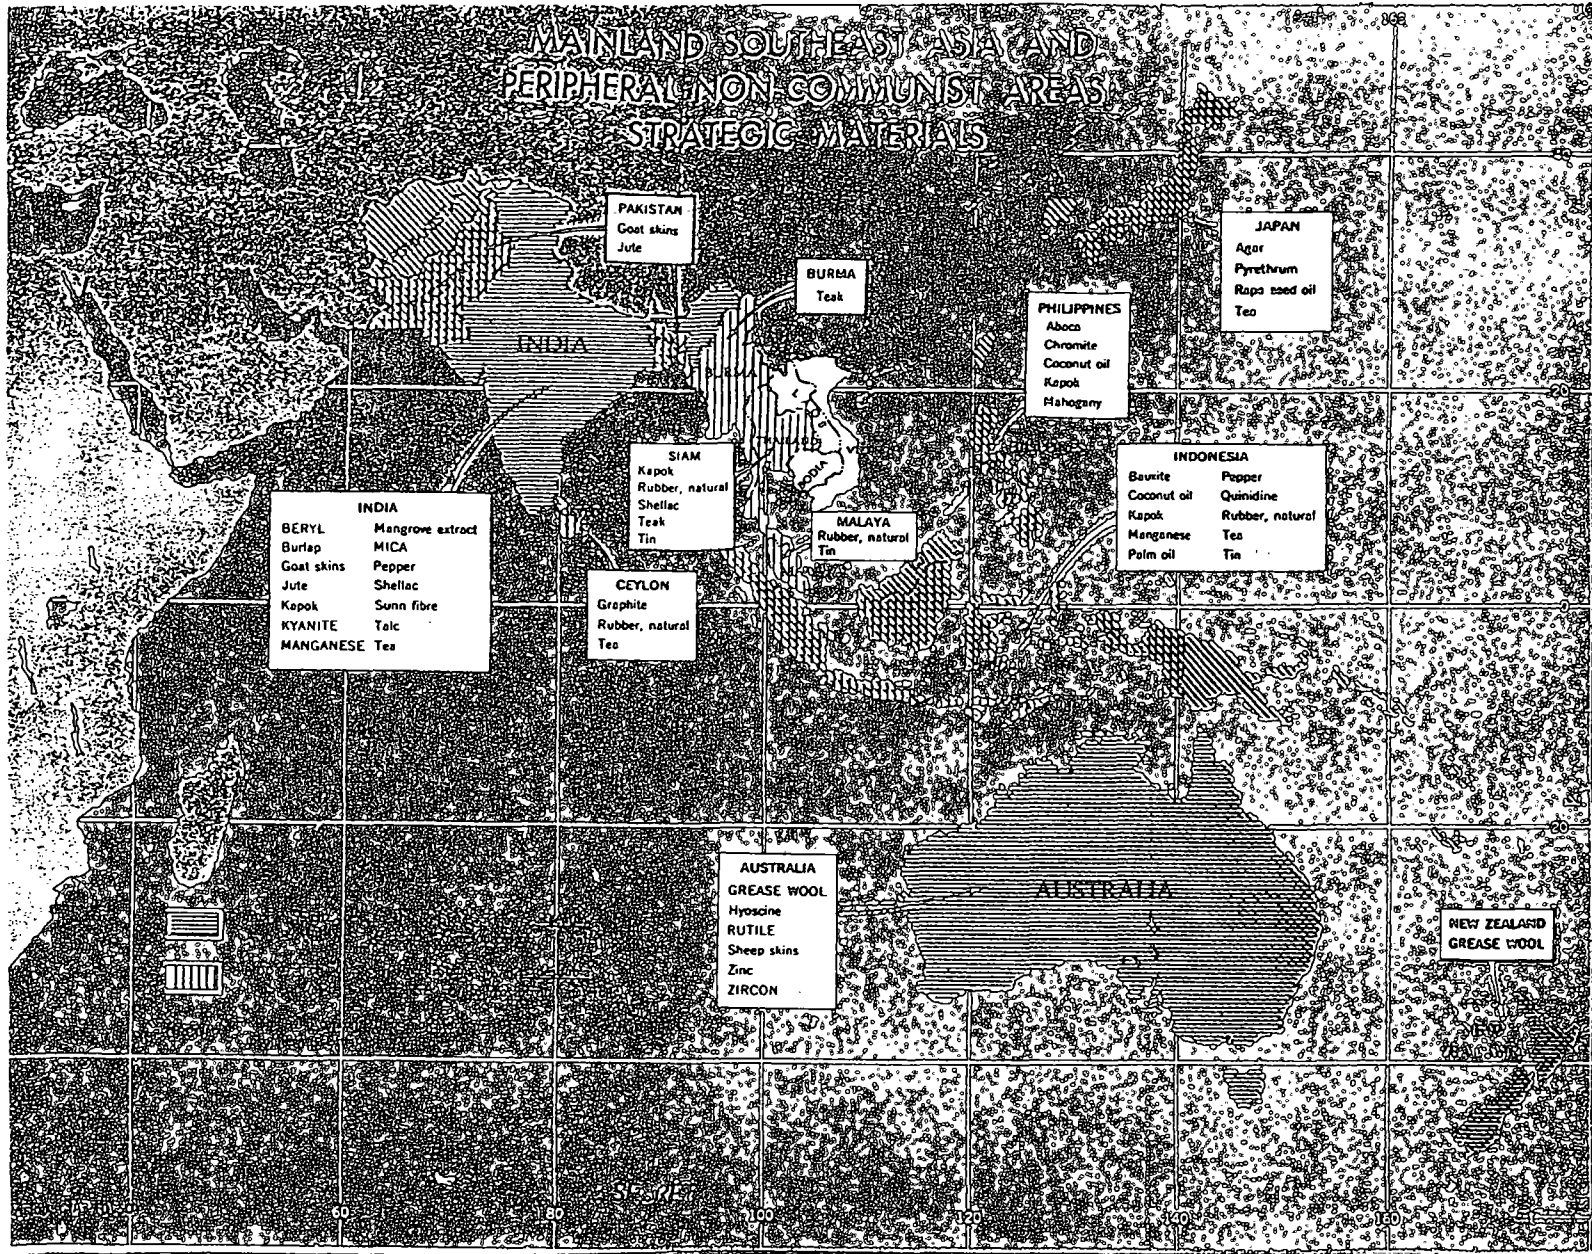 MAINLAND SOUTHEAST ASIA AND
PERIPHERAL NON COMMUNIST AREAS
STRATEGIC MATERIALS
PAKISTAN
Goat skins
Jute
BURMA
Teak
JAPAN
Agar
Pyrethrum
Rapa seed oil
Tea
PHILIPPINES
Abaca
Chromite
Coconut oil
Kapok
Mahogany
INDIA
BURMA
THAILAND
SIAM
Kapok
Rubber, natural
Shellac
Teak
Tin
MALAYA
Rubber, natural
Tin
INDONESIA
Bauxite Pepper
Coconut oil Quinidine
Kapok Rubber, natural
Manganese Tea
Palm oil Tin
INDIA
BERYL Mangrove extract
Burlap MICA
Goat skins Pepper
Jute Shellac
Kapok Sunn fibre
KYANITE Talc
MANGANESE Tea
CEYLON
Graphite
Rubber, natural
Tea
AUSTRALIA
GREASE WOOL
Hyoscine
RUTILE
Sheep skins
Zinc
ZIRCON
AUSTRALIA
NEW ZEALAND
GREASE WOOL
SECRET
60 80 100 120 140 160